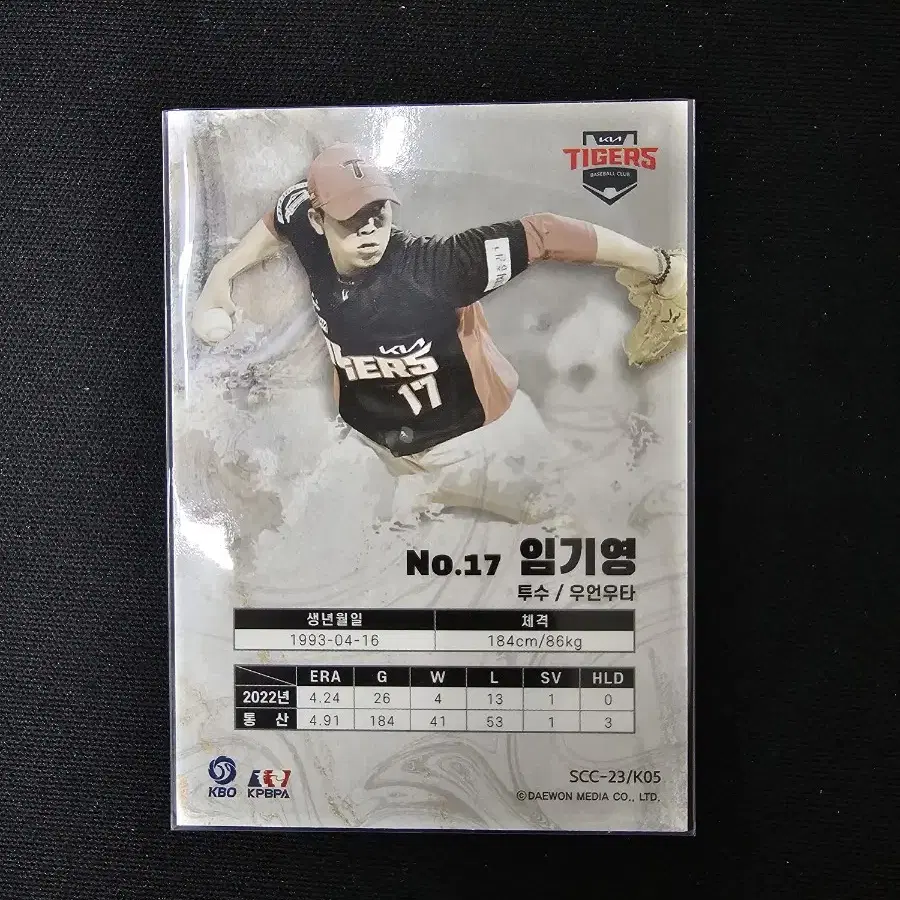 KIA
TIGERS
BASEBALL CLUB
T
KIA
IGERS
17
No.17 임기영
투수 / 우언우타
생년월일 체격
1993-04-16 184cm/86kg
ERA G W L SV HLD
2022년 4.24 26 4 13 1 0
통 산 4.91 184 41 53 1 3
KBO KPBPA
SCC-23/K05
©DAEWON MEDIA CO., LTD.